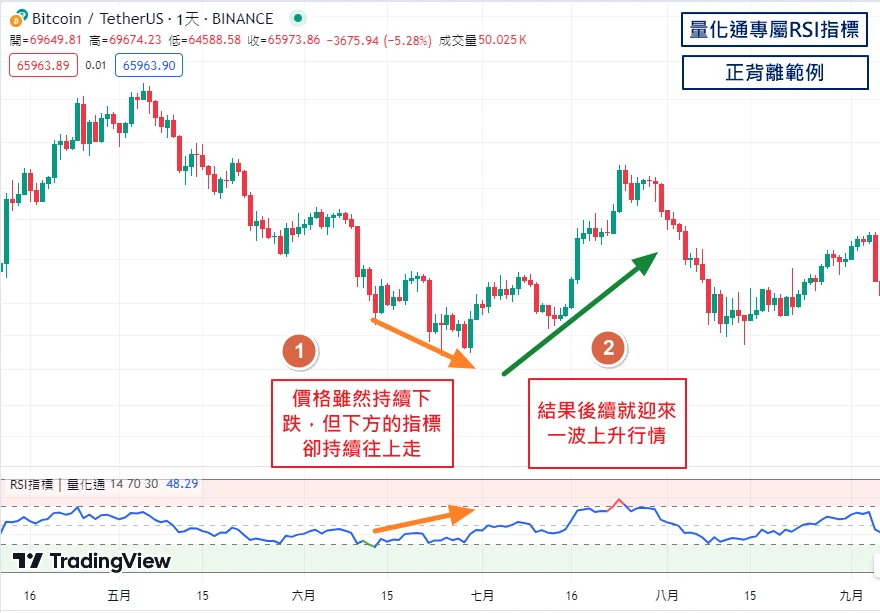 Bitcoin / TetherUS · 1天 · BINANCE
開=69649.81 高=69674.23 低=64588.58 收=65973.86 −3675.94 (−5.28%) 成交量50.025K
65963.89 0.01 65963.90
量化通專屬RSI指標
正背離範例
1
價格雖然持續下
跌，但下方的指標
卻持續往上走
2
結果後續就迎來
一波上升行情
RSI指標 | 量化通 14 70 30 48.29
TradingView
16 五月 15 六月 15 七月 16 八月 15 九月